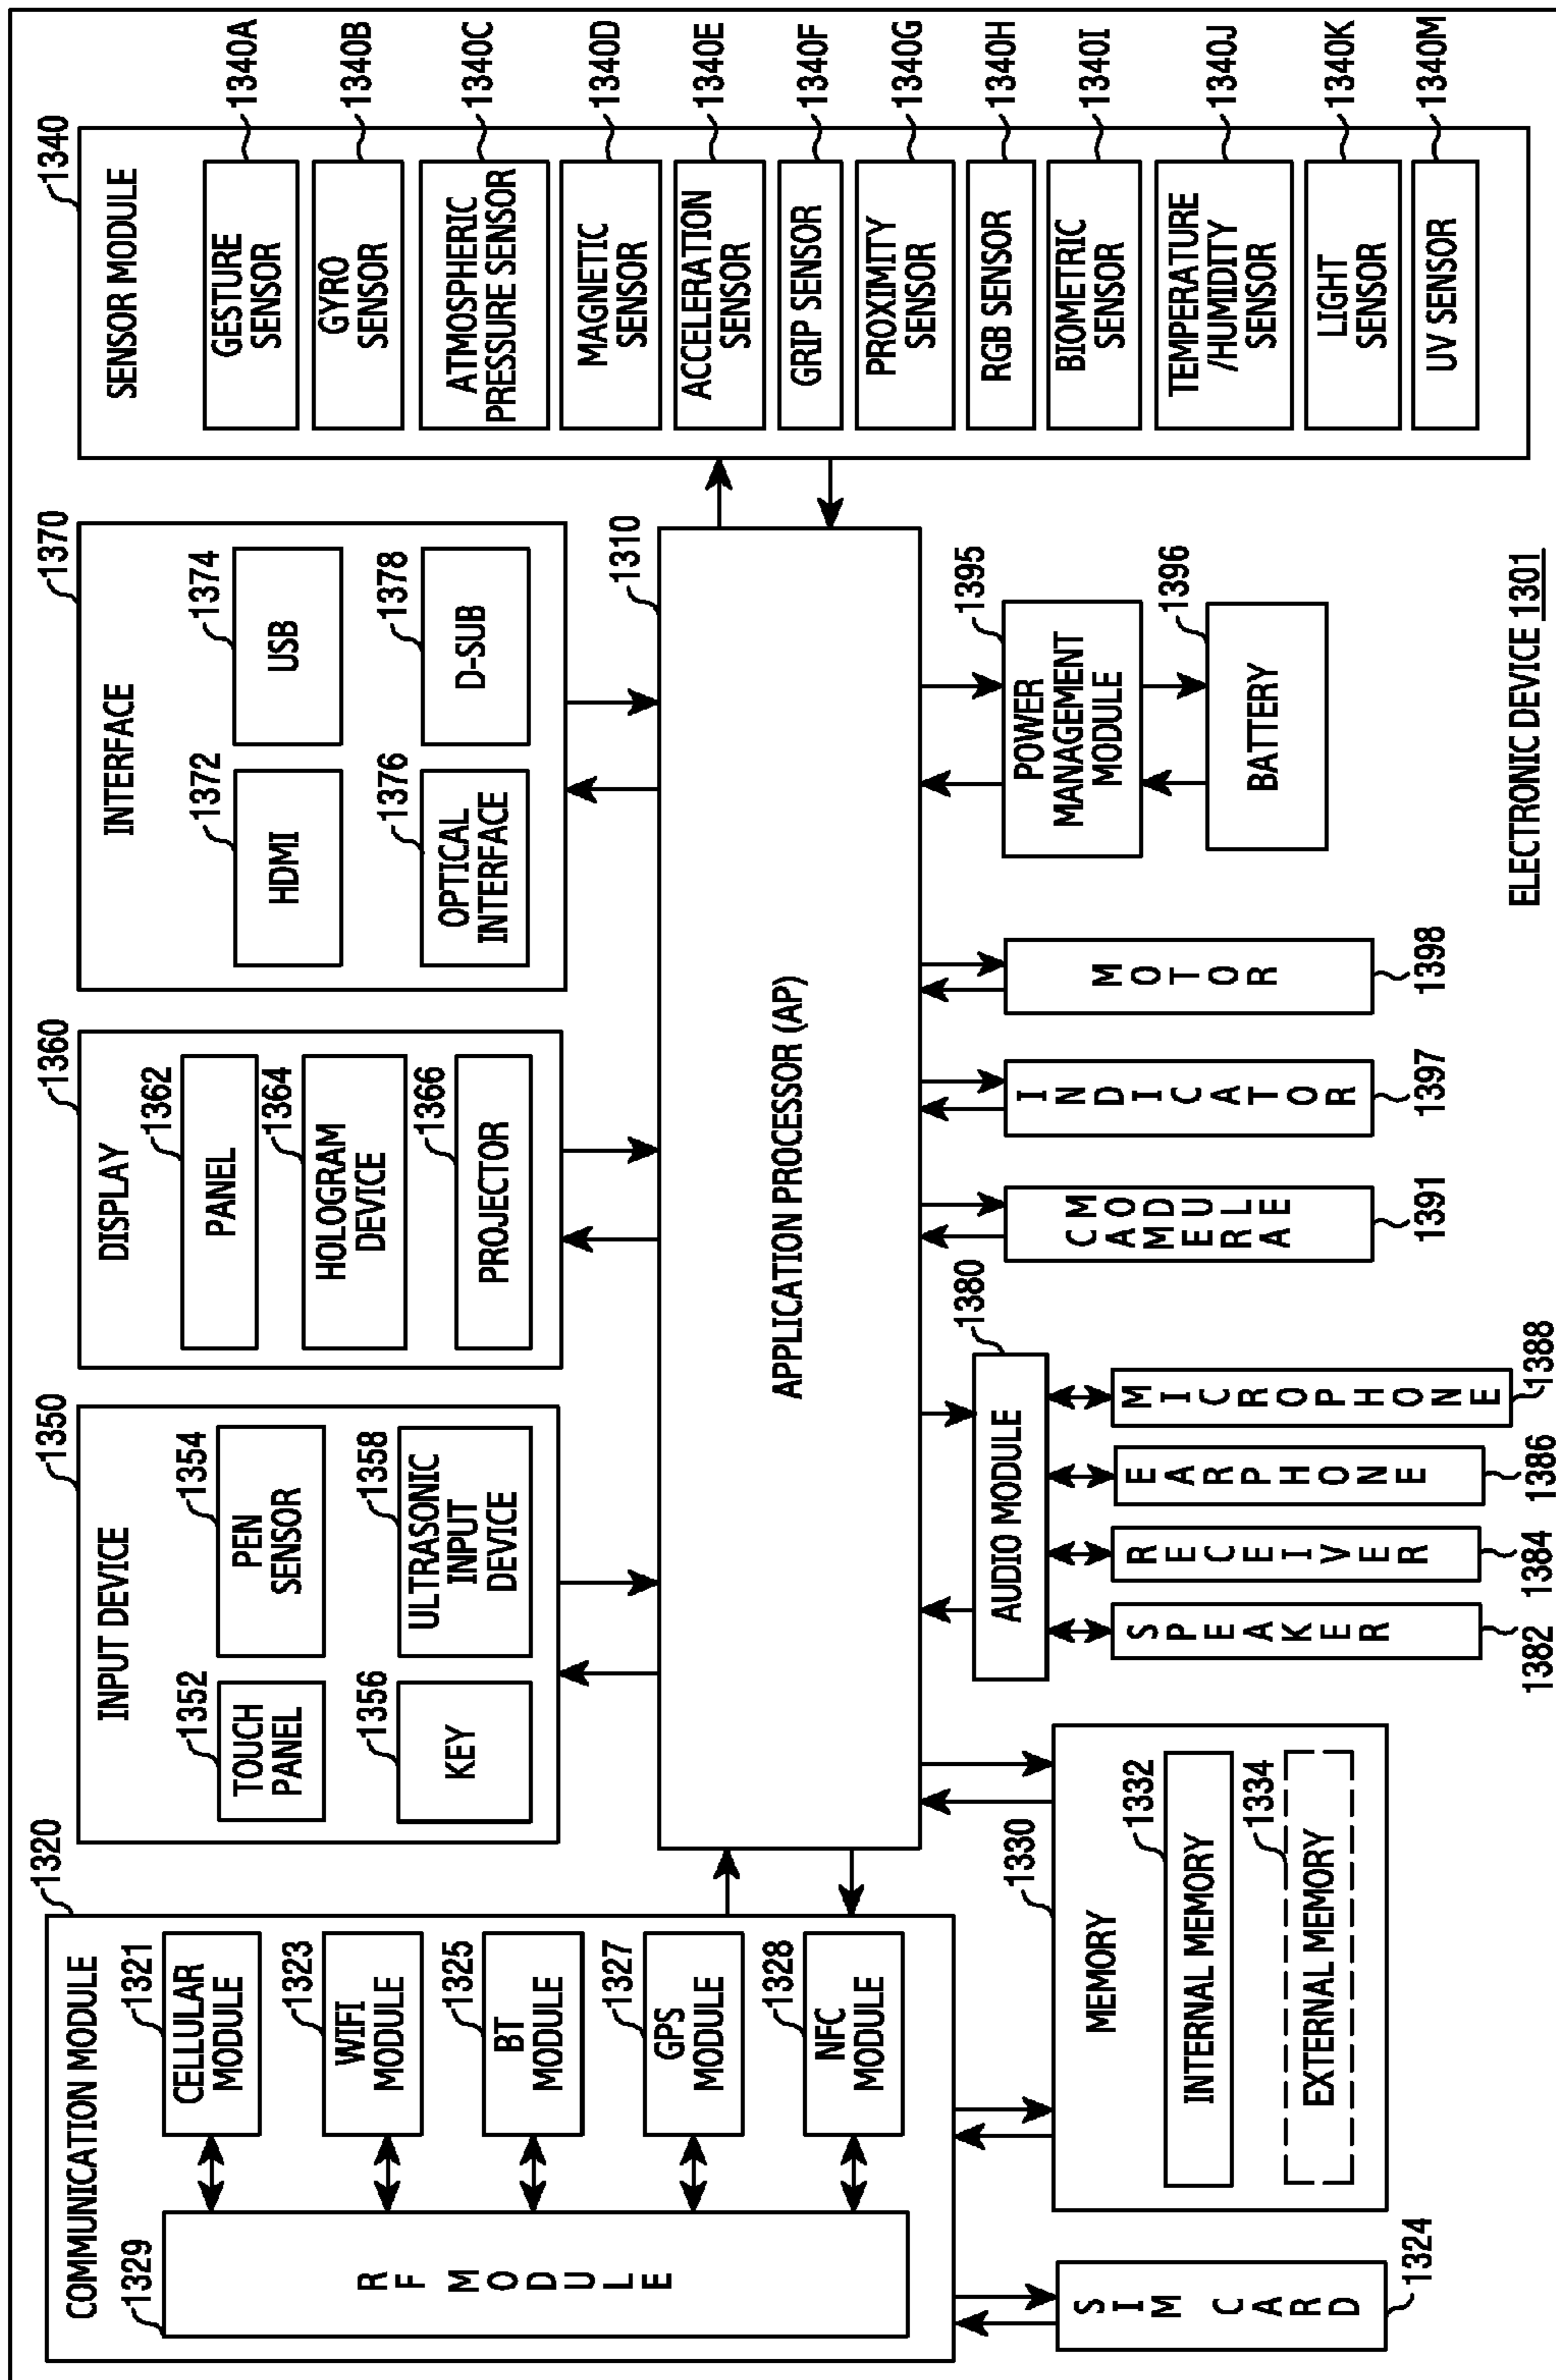 COMMUNICATION MODULE
1320
1329
RF MODULE
1321
CELLULAR
MODULE
1323
WIFI
MODULE
1325
BT
MODULE
1327
GPS
MODULE
1328
NFC
MODULE
INPUT DEVICE
1350
1352
TOUCH
PANEL
1354
PEN
SENSOR
1356
KEY
1358
ULTRASONIC
INPUT
DEVICE
DISPLAY
1360
1362
PANEL
1364
HOLOGRAM
DEVICE
1366
PROJECTOR
INTERFACE
1370
1372
HDMI
1374
USB
1376
OPTICAL
INTERFACE
1378
D-SUB
1340
SENSOR MODULE
GESTURE
SENSOR
1340A
GYRO
SENSOR
1340B
ATMOSPHERIC
PRESSURE SENSOR
1340C
MAGNETIC
SENSOR
1340D
ACCELERATION
SENSOR
1340E
GRIP SENSOR
1340F
PROXIMITY
SENSOR
1340G
RGB SENSOR
1340H
BIOMETRIC
SENSOR
1340I
TEMPERATURE
/HUMIDITY
SENSOR
1340J
LIGHT
SENSOR
1340K
UV SENSOR
1340M
1310
APPLICATION PROCESSOR (AP)
SIM CARD
1324
1330
MEMORY
1332
INTERNAL MEMORY
1334
EXTERNAL MEMORY
1380
AUDIO MODULE
SPEAKER
1382
RECEIVER
1384
EARPHONE
1386
MICROPHONE
1388
CAMERA
MODULE
1391
INDICATOR
1397
MOTOR
1398
1395
POWER
MANAGEMENT
MODULE
1396
BATTERY
ELECTRONIC DEVICE 1301